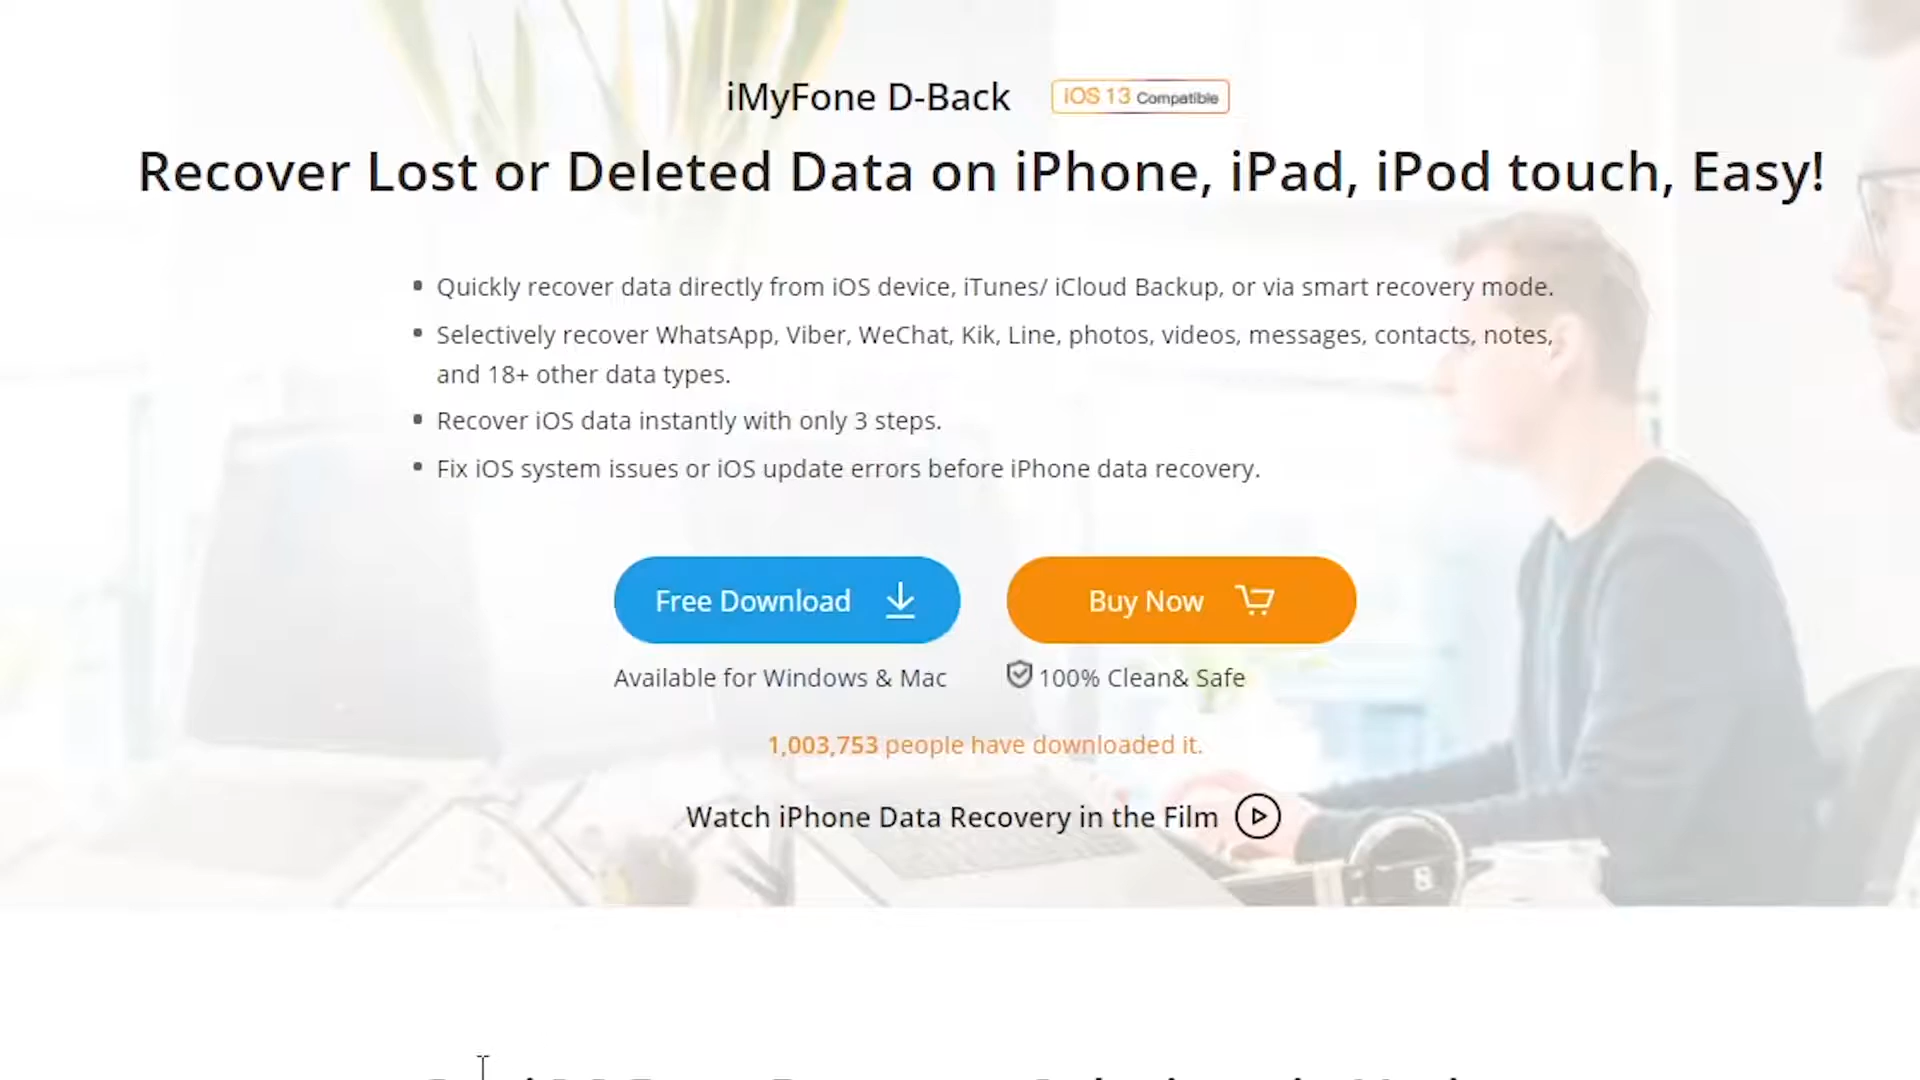 iMyFone D-Back
iOS 13 Compatible
Recover Lost or Deleted Data on iPhone, iPad, iPod touch, Easy!
• Quickly recover data directly from iOS device, iTunes/ iCloud Backup, or via smart recovery mode.
• Selectively recover WhatsApp, Viber, WeChat, Kik, Line, photos, videos, messages, contacts, notes,
and 18+ other data types.
• Recover iOS data instantly with only 3 steps.
• Fix iOS system issues or iOS update errors before iPhone data recovery.
Free Download
Buy Now
Available for Windows & Mac
100% Clean& Safe
1,003,753 people have downloaded it.
Watch iPhone Data Recovery in the Film